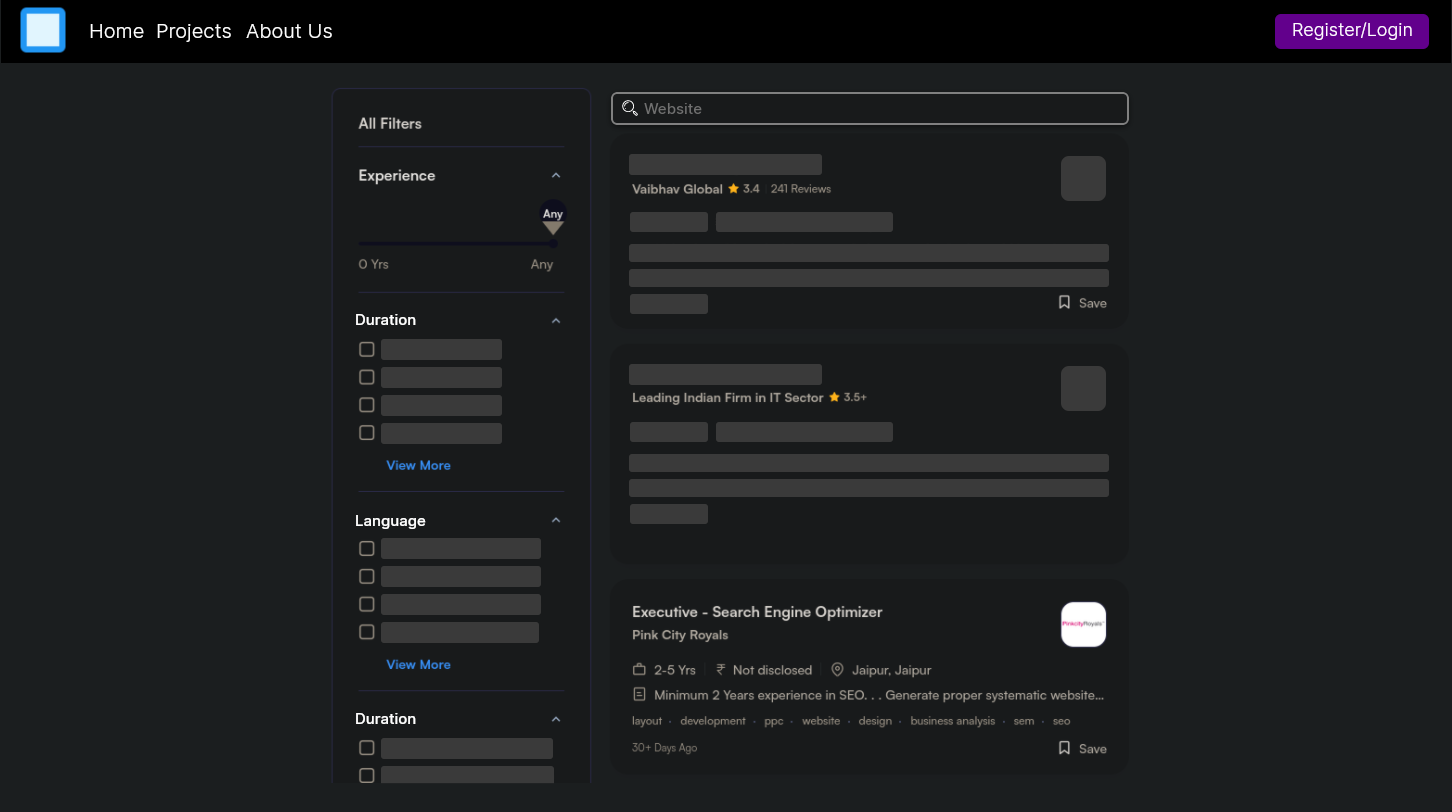 Home Projects About Us
Register/Login
All Filters
Experience
Any
0 Yrs Any
Duration
View More
Language
View More
Duration
Website
Vaibhav Global 3.4 241 Reviews
Save
Leading Indian Firm in IT Sector 3.5+
Executive - Search Engine Optimizer
Pink City Royals
PinkcityRoyals
2-5 Yrs ₹ Not disclosed Jaipur, Jaipur
Minimum 2 Years experience in SEO. . . Generate proper systematic website...
layout · development · ppc · website · design · business analysis · sem · seo
30+ Days Ago
Save